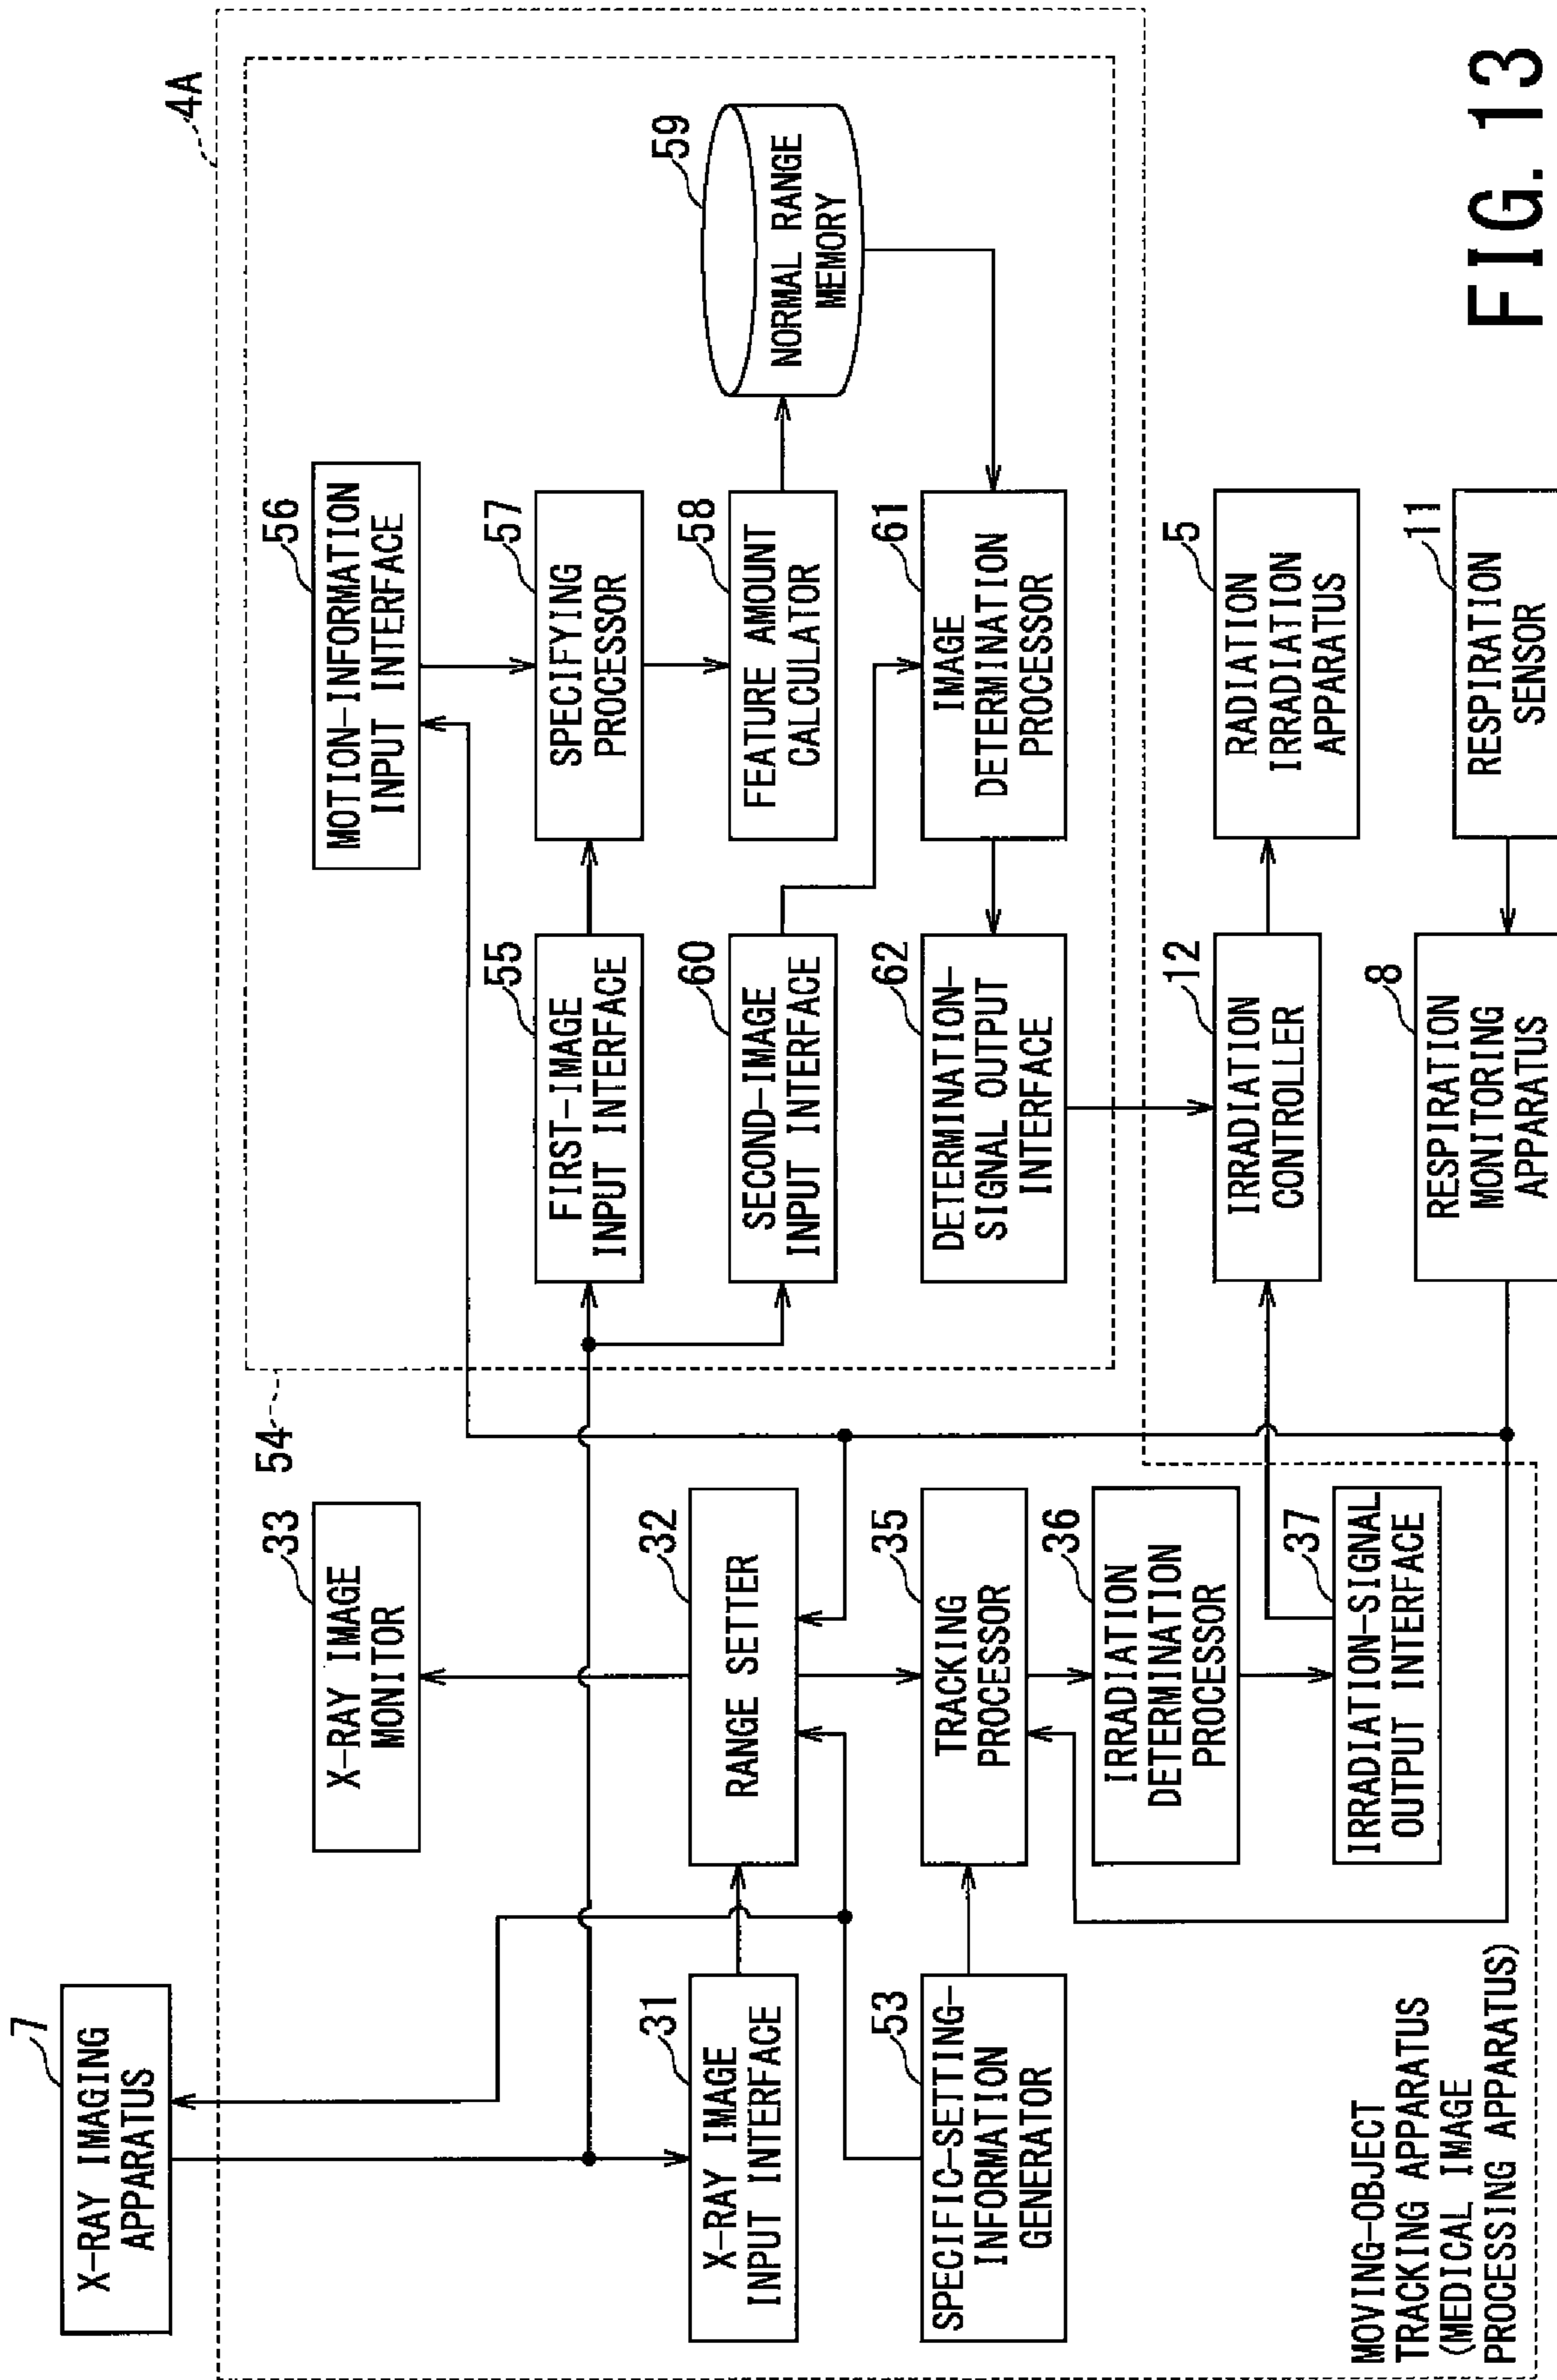 4A
7
X-RAY IMAGING
APPARATUS
33
X-RAY IMAGE
MONITOR
54
56
MOTION-INFORMATION
INPUT INTERFACE
55
FIRST-IMAGE
INPUT INTERFACE
57
SPECIFYING
PROCESSOR
31
X-RAY IMAGE
INPUT INTERFACE
32
RANGE SETTER
60
SECOND-IMAGE
INPUT INTERFACE
58
FEATURE AMOUNT
CALCULATOR
59
NORMAL RANGE
MEMORY
53
SPECIFIC-SETTING-
INFORMATION
GENERATOR
35
TRACKING
PROCESSOR
62
DETERMINATION-
SIGNAL OUTPUT
INTERFACE
61
IMAGE
DETERMINATION
PROCESSOR
36
IRRADIATION
DETERMINATION
PROCESSOR
12
IRRADIATION
CONTROLLER
5
RADIATION
IRRADIATION
APPARATUS
37
IRRADIATION-SIGNAL
OUTPUT INTERFACE
8
RESPIRATION
MONITORING
APPARATUS
11
RESPIRATION
SENSOR
MOVING-OBJECT
TRACKING APPARATUS
(MEDICAL IMAGE
PROCESSING APPARATUS)
FIG. 13